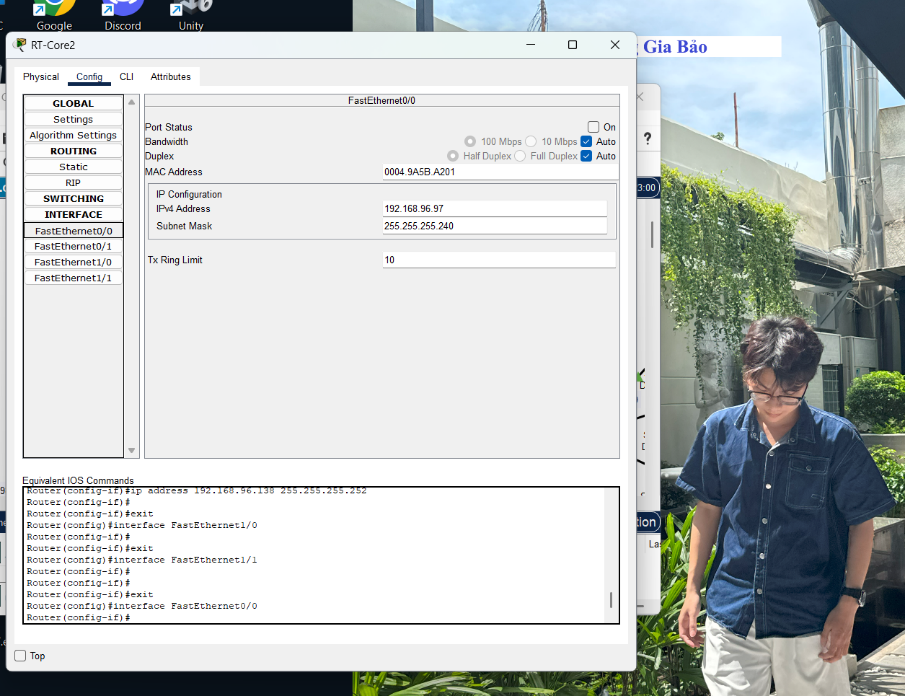 Google Discord Unity
RT-Core2
Gia Bảo
Physical Config CLI Attributes
GLOBAL
Settings
Algorithm Settings
ROUTING
Static
RIP
SWITCHING
INTERFACE
FastEthernet0/0
FastEthernet0/1
FastEthernet1/0
FastEthernet1/1
FastEthernet0/0
Port Status On
Bandwidth 100 Mbps 10 Mbps Auto
Duplex Half Duplex Full Duplex Auto
MAC Address 0004.9A5B.A201
IP Configuration
IPv4 Address 192.168.96.97
Subnet Mask 255.255.255.240
Tx Ring Limit 10
Equivalent IOS Commands
Router(config-if)#ip address 192.168.96.138 255.255.255.252
Router(config-if)#
Router(config-if)#exit
Router(config)#interface FastEthernet1/0
Router(config-if)#
Router(config-if)#exit
Router(config)#interface FastEthernet1/1
Router(config-if)#
Router(config-if)#
Router(config-if)#exit
Router(config)#interface FastEthernet0/0
Router(config-if)#
Top
?
3:00
tion